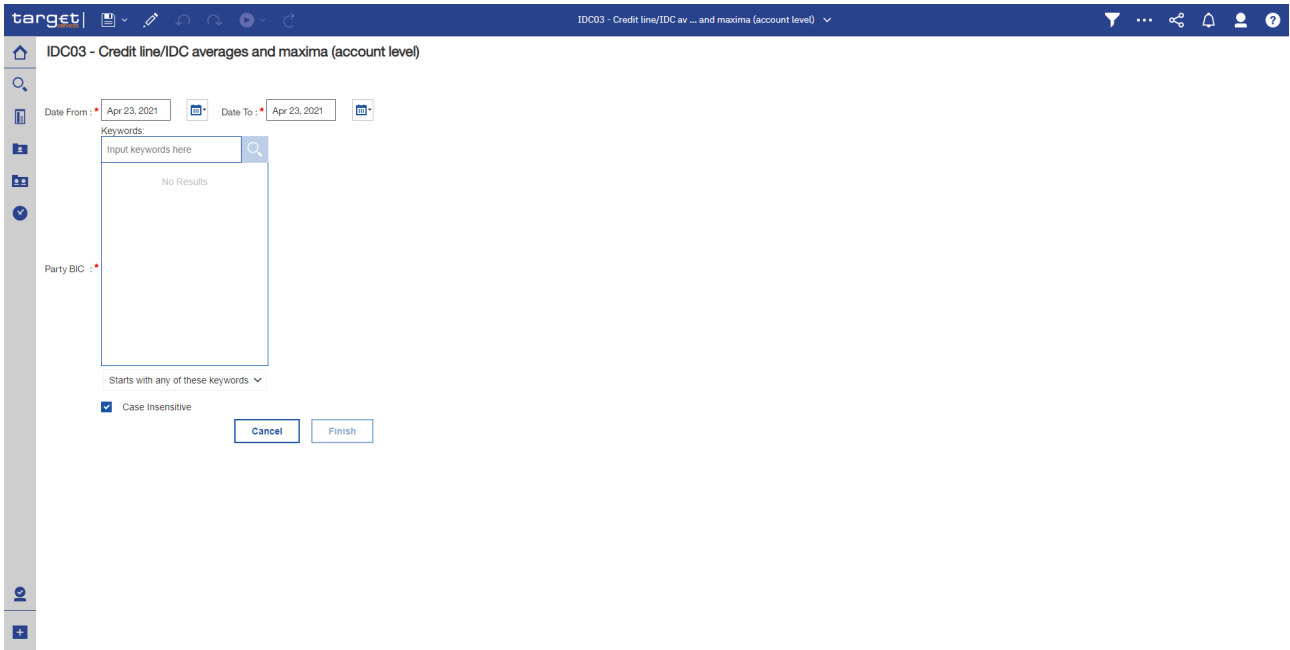 target services IDC03 - Credit line/IDC av ... and maxima (account level)
IDC03 - Credit line/IDC averages and maxima (account level)
Date From : * Apr 23, 2021 Date To : * Apr 23, 2021
Keywords:
Input keywords here
No Results
Party BIC : *
Starts with any of these keywords
Case Insensitive
Cancel Finish